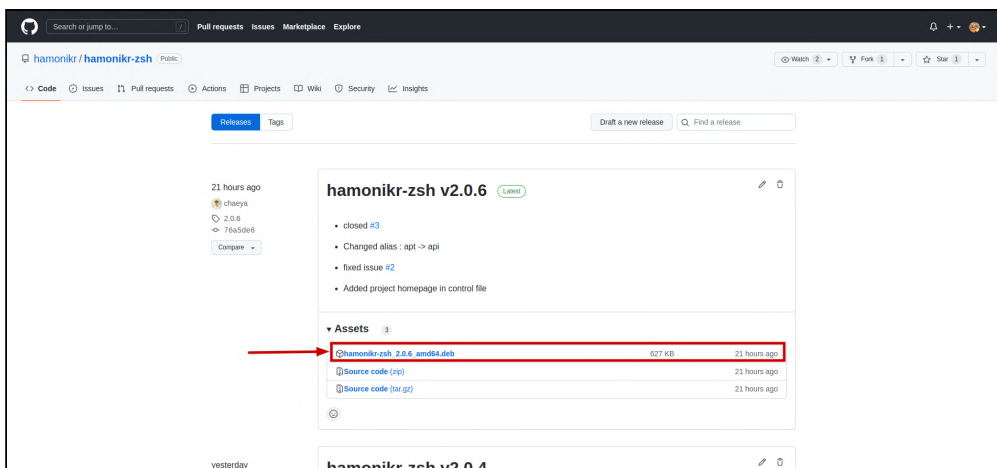 Search or jump to... / Pull requests Issues Marketplace Explore
hamonikr / hamonikr-zsh Public Watch 2 Fork 1 Star 1
Code Issues Pull requests Actions Projects Wiki Security Insights
Releases Tags Draft a new release Find a release
21 hours ago
chaeya
2.0.6
76a5de6
Compare
hamonikr-zsh v2.0.6 Latest
• closed #3
• Changed alias : apt -> api
• fixed issue #2
• Added project homepage in control file
Assets 3
hamonikr-zsh_2.0.6_amd64.deb 627 KB 21 hours ago
Source code (zip) 21 hours ago
Source code (tar.gz) 21 hours ago
yesterday
hamonikr-zsh v2.0.4